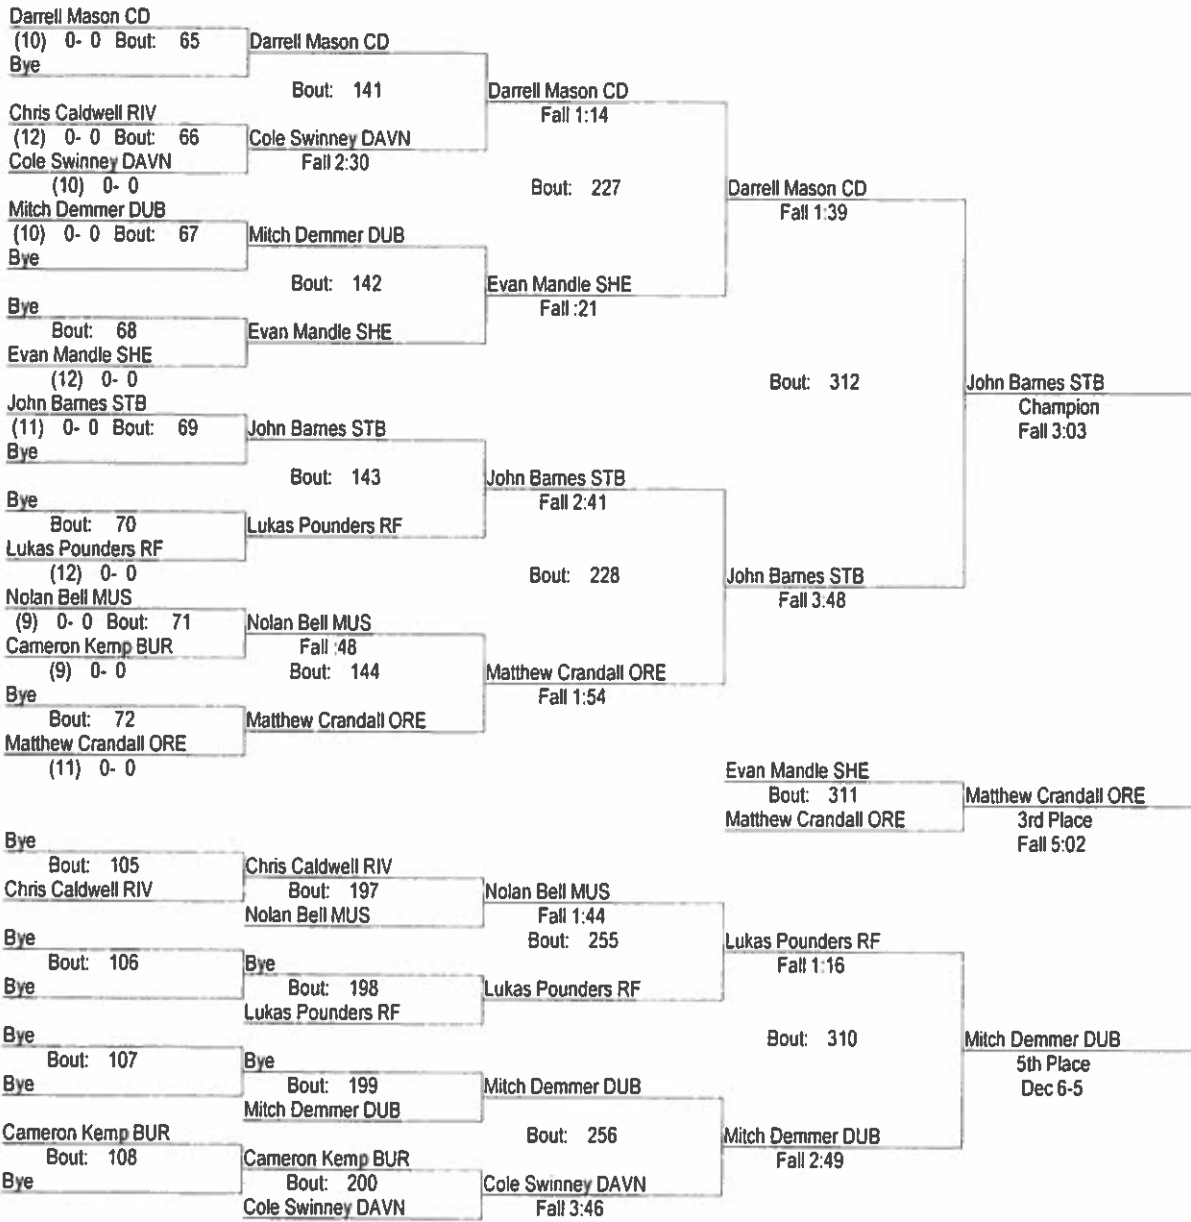 Darrell Mason CD
(10) 0- 0 Bout: 65
Bye
Darrell Mason CD
Bout: 141
Chris Caldwell RIV
(12) 0- 0 Bout: 66
Cole Swinney DAVN
(10) 0- 0
Cole Swinney DAVN
Fall 2:30
Darrell Mason CD
Fall 1:14
Bout: 227
Mitch Demmer DUB
(10) 0- 0 Bout: 67
Bye
Mitch Demmer DUB
Bout: 142
Bye
Bout: 68
Evan Mandle SHE
(12) 0- 0
Evan Mandle SHE
Evan Mandle SHE
Fall :21
Darrell Mason CD
Fall 1:39
Bout: 312
John Barnes STB
(11) 0- 0 Bout: 69
Bye
John Barnes STB
Bout: 143
Bye
Bout: 70
Lukas Pounders RF
(12) 0- 0
Lukas Pounders RF
John Barnes STB
Fall 2:41
Bout: 228
Nolan Bell MUS
(9) 0- 0 Bout: 71
Cameron Kemp BUR
(9) 0- 0
Nolan Bell MUS
Fall :48
Bout: 144
Bye
Bout: 72
Matthew Crandall ORE
(11) 0- 0
Matthew Crandall ORE
Matthew Crandall ORE
Fall 1:54
John Barnes STB
Fall 3:48
John Barnes STB
Champion
Fall 3:03
Evan Mandle SHE
Bout: 311
Matthew Crandall ORE
Matthew Crandall ORE
3rd Place
Fall 5:02
Bye
Bout: 105
Chris Caldwell RIV
Chris Caldwell RIV
Bout: 197
Nolan Bell MUS
Nolan Bell MUS
Fall 1:44
Bout: 255
Bye
Bout: 106
Bye
Bye
Bout: 198
Lukas Pounders RF
Lukas Pounders RF
Lukas Pounders RF
Fall 1:16
Bout: 310
Bye
Bout: 107
Bye
Bye
Bout: 199
Mitch Demmer DUB
Mitch Demmer DUB
Bout: 256
Cameron Kemp BUR
Bout: 108
Bye
Cameron Kemp BUR
Bout: 200
Cole Swinney DAVN
Cole Swinney DAVN
Fall 3:46
Mitch Demmer DUB
Fall 2:49
Mitch Demmer DUB
5th Place
Dec 6-5